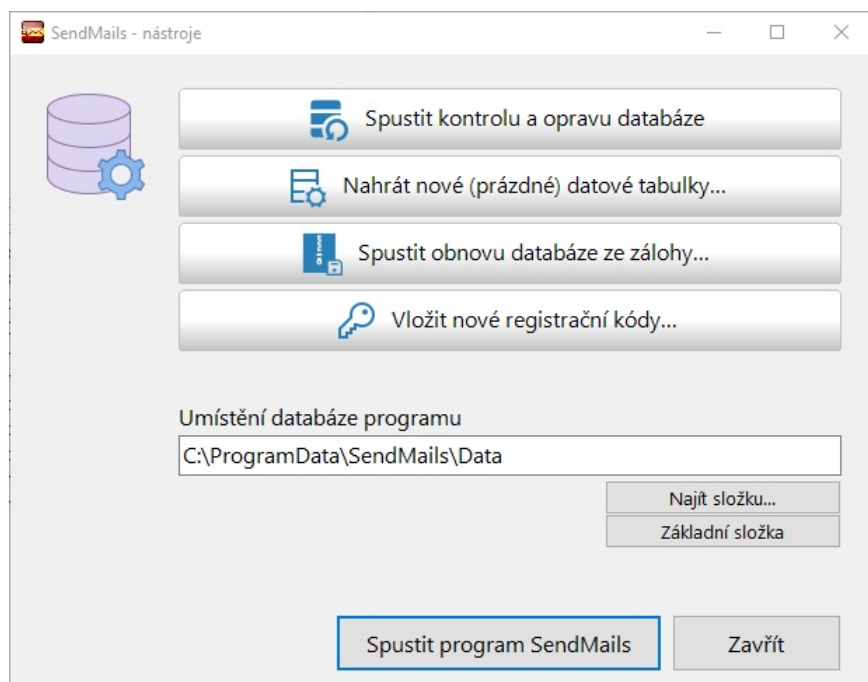 SendMails - nástroje
Spustit kontrolu a opravu databáze
Nahrát nové (prázdné) datové tabulky...
Spustit obnovu databáze ze zálohy...
Vložit nové registrační kódy...
Umístění databáze programu
C:\ProgramData\SendMails\Data
Najít složku...
Základní složka
Spustit program SendMails
Zavřít